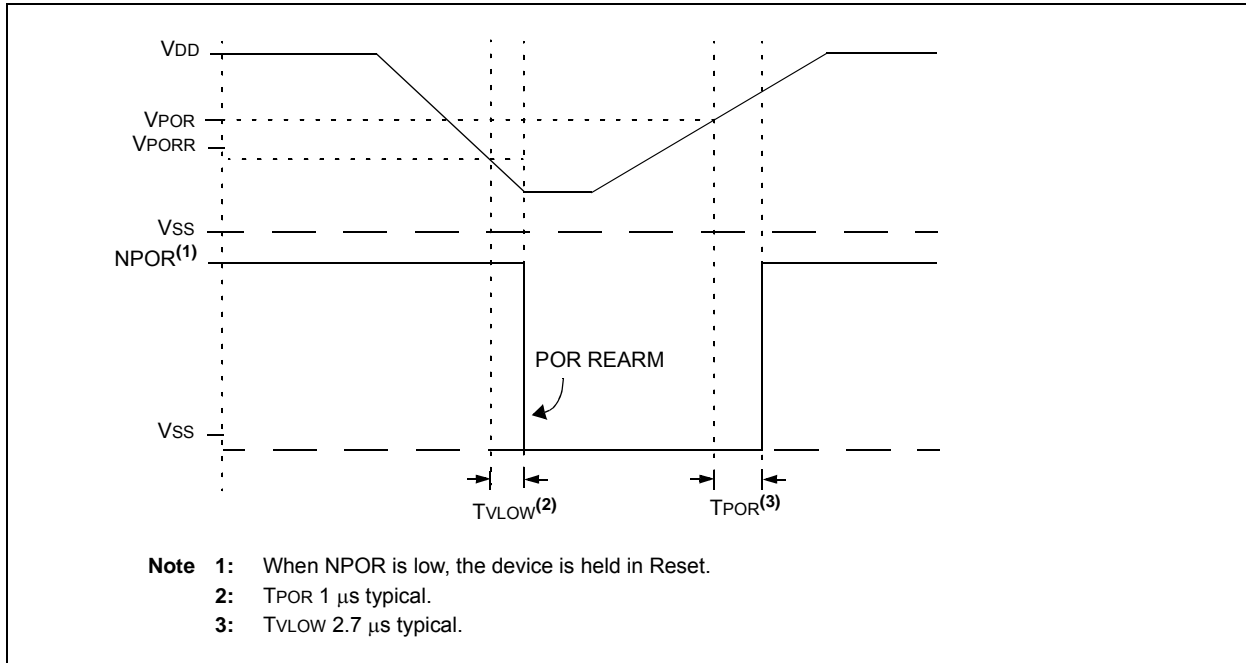 VDD
VPOR
VPORR
VSS
NPOR(1)
POR REARM
VSS
TVLOW(2)
TPOR(3)
Note 1: When NPOR is low, the device is held in Reset.
2: TPOR 1 μs typical.
3: TVLOW 2.7 μs typical.